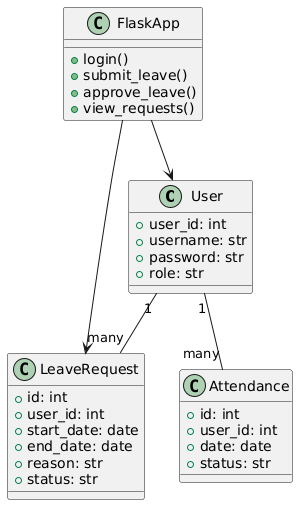 C FlaskApp
login()
submit_leave()
approve_leave()
view_requests()
C User
user_id: int
username: str
password: str
role: str
1
1
many
many
C LeaveRequest
id: int
user_id: int
start_date: date
end_date: date
reason: str
status: str
C Attendance
id: int
user_id: int
date: date
status: str